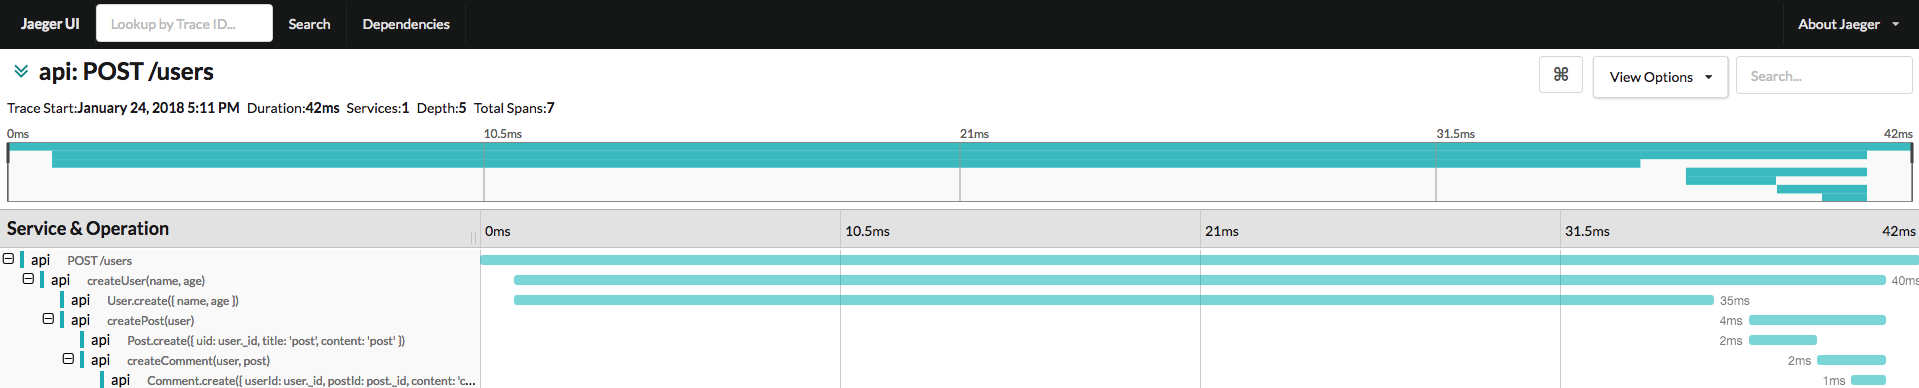 Jaeger UI Lookup by Trace ID... Search Dependencies About Jaeger
api: POST /users ⌘ View Options Search...
Trace Start:January 24, 2018 5:11 PM Duration:42ms Services:1 Depth:5 Total Spans:7
0ms 10.5ms 21ms 31.5ms 42ms
Service & Operation 0ms 10.5ms 21ms 31.5ms 42ms
api POST /users
api createUser(name, age) 40ms
api User.create({ name, age }) 35ms
api createPost(user) 4ms
api Post.create({ uid: user._id, title: 'post', content: 'post' }) 2ms
api createComment(user, post) 2ms
api Comment.create({ userId: user._id, postId: post._id, content: 'c... 1ms